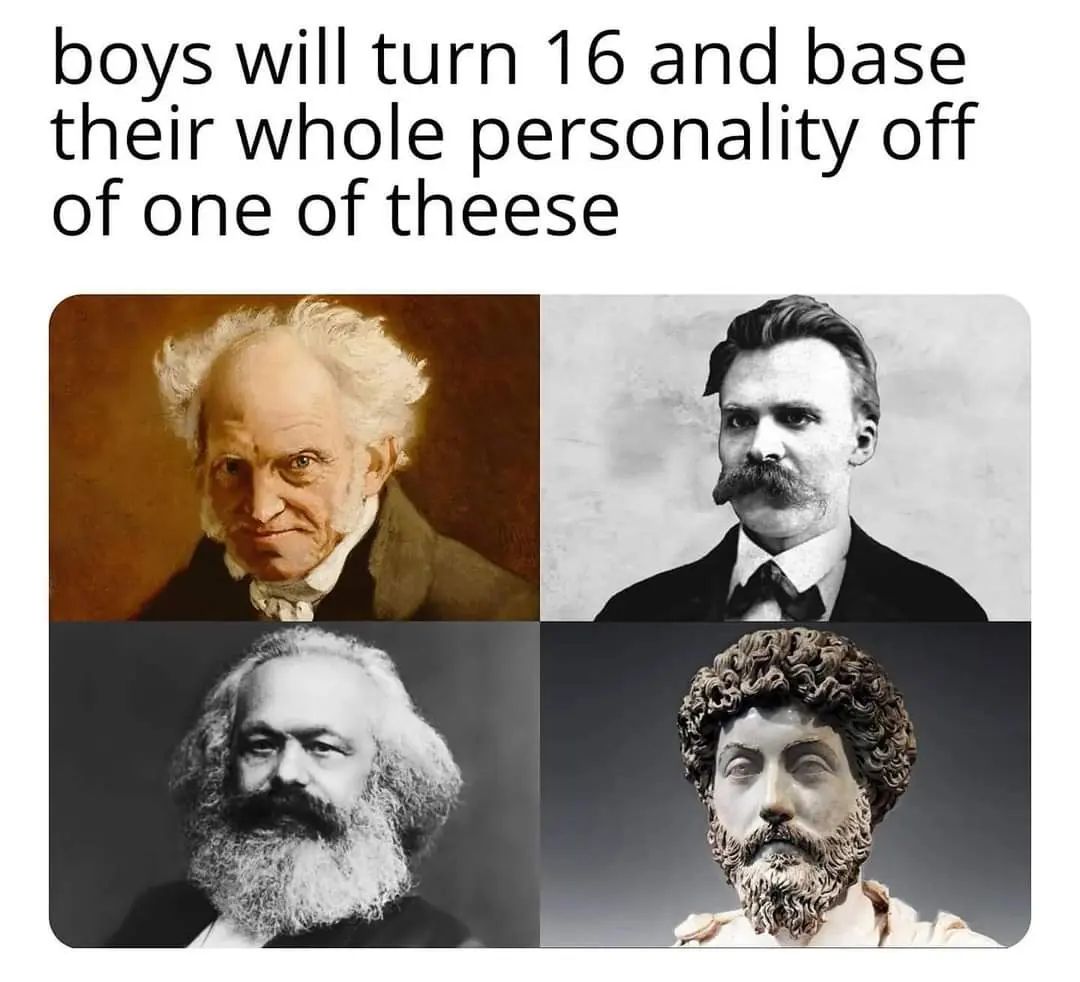 boys will turn 16 and base
their whole personality off
of one of theese